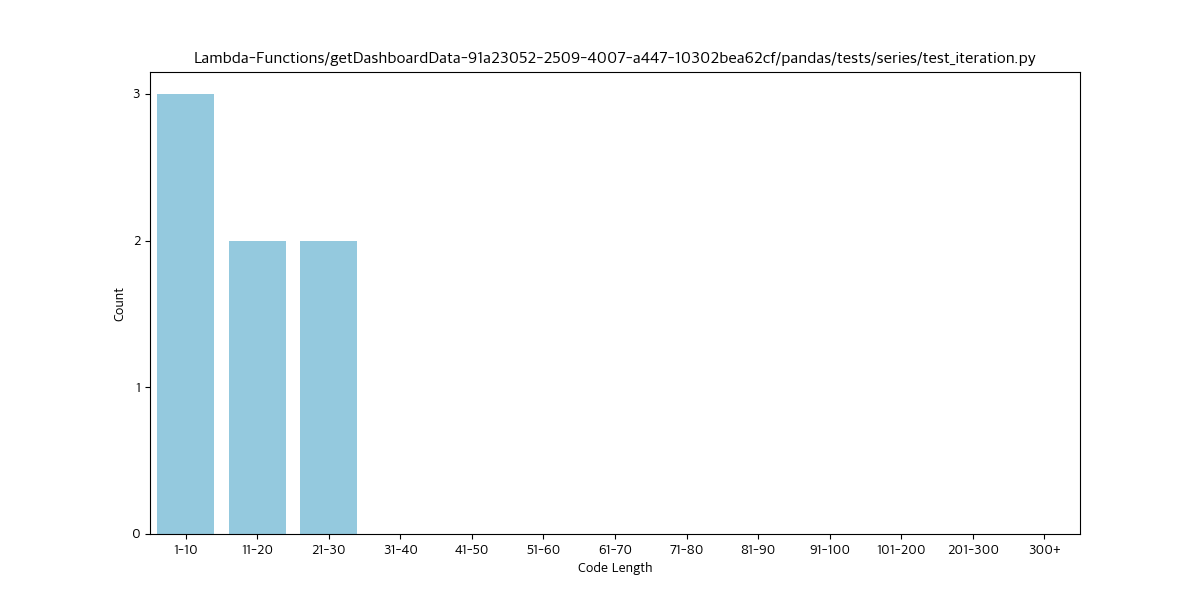 Lambda-Functions/getDashboardData-91a23052-2509-4007-a447-10302bea62cf/pandas/tests/series/test_iteration.py
3
2
1
0
Count
1-10 11-20 21-30 31-40 41-50 51-60 61-70 71-80 81-90 91-100 101-200 201-300 300+
Code Length